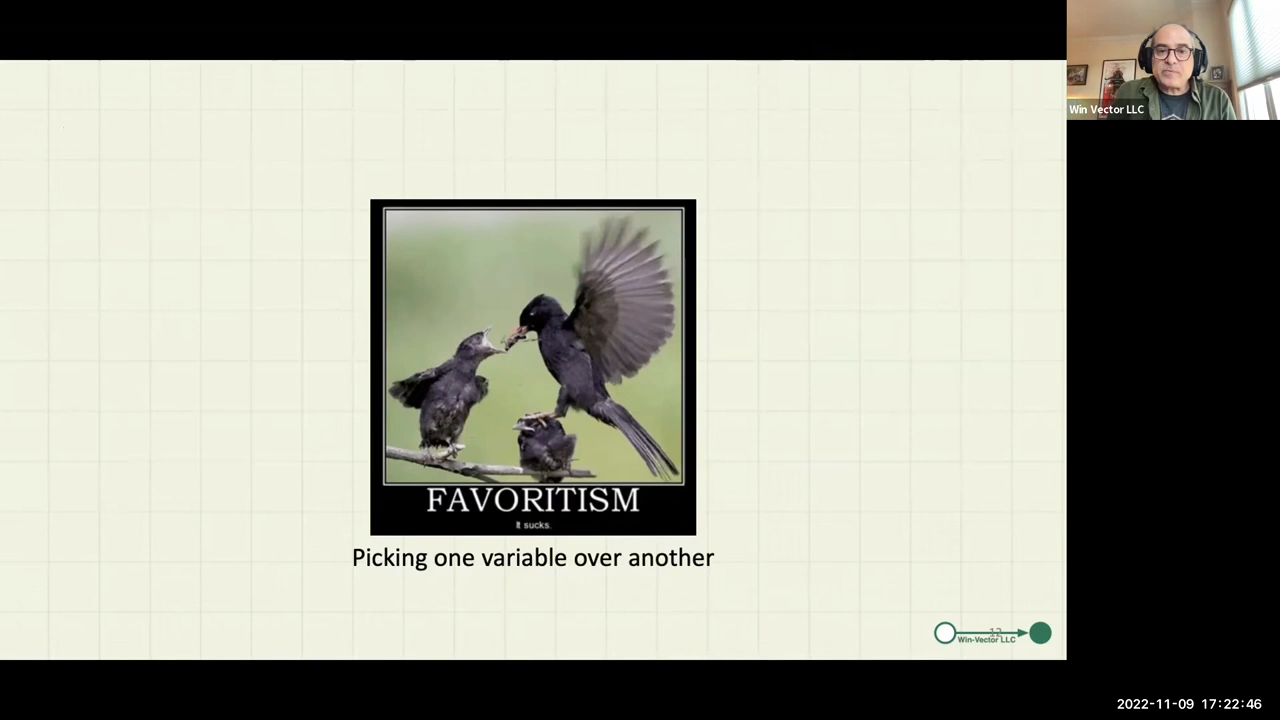 Win Vector LLC
FAVORITISM
It sucks.
Picking one variable over another
12
Win-Vector LLC
2022-11-09 17:22:46